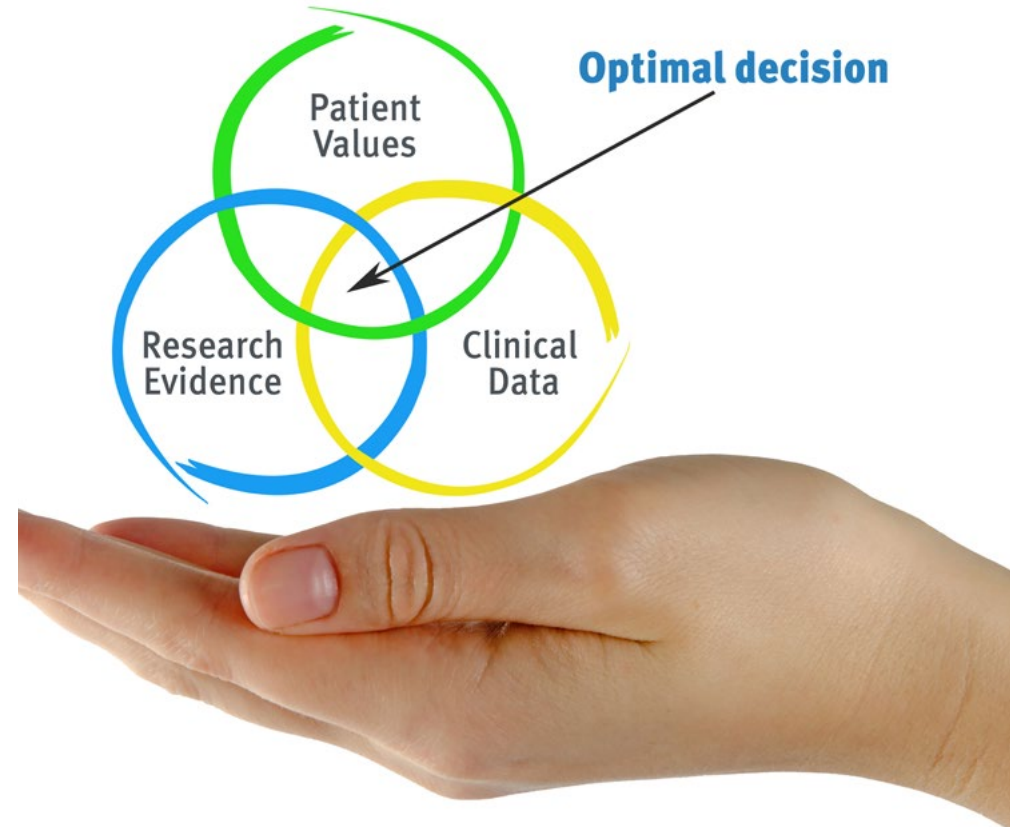 Optimal decision
Patient
Values
Research
Evidence
Clinical
Data